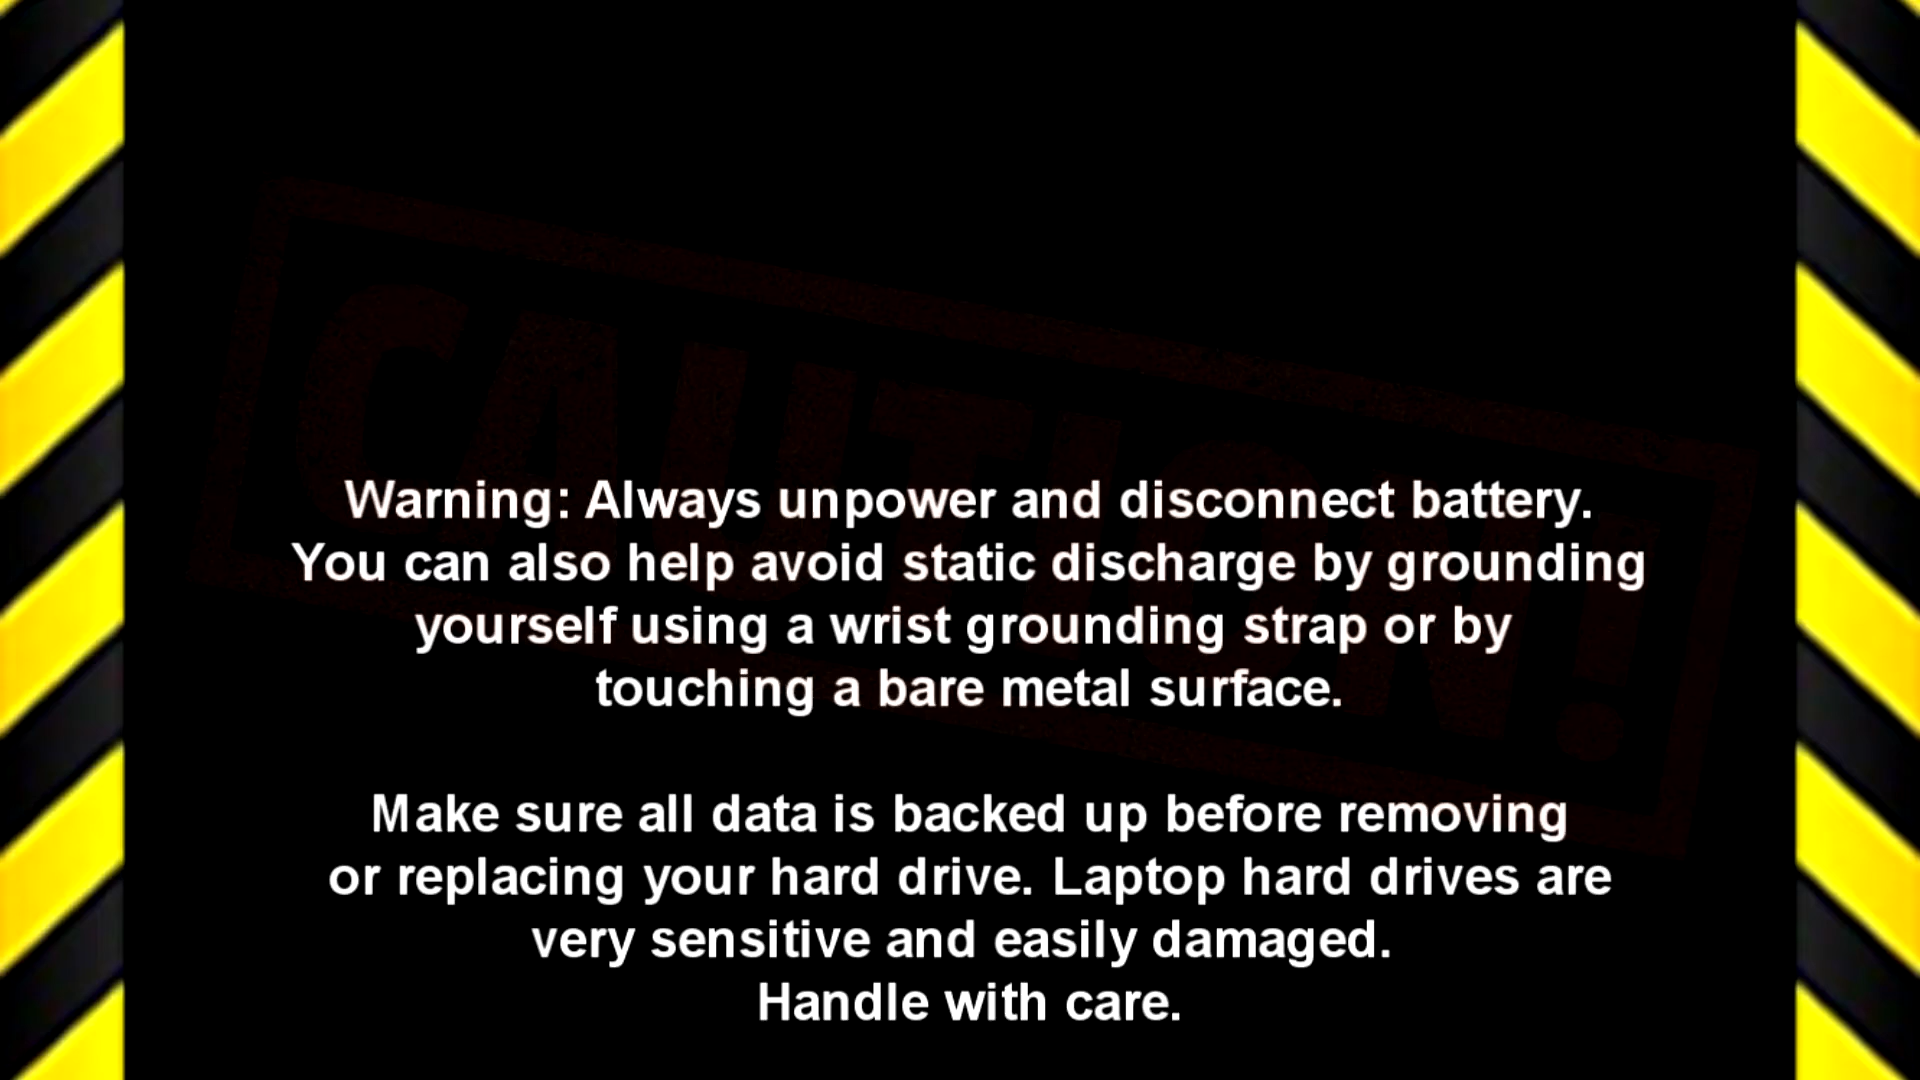 CAUTION!
Warning: Always unpower and disconnect battery.
You can also help avoid static discharge by grounding
yourself using a wrist grounding strap or by
touching a bare metal surface.
Make sure all data is backed up before removing
or replacing your hard drive. Laptop hard drives are
very sensitive and easily damaged.
Handle with care.